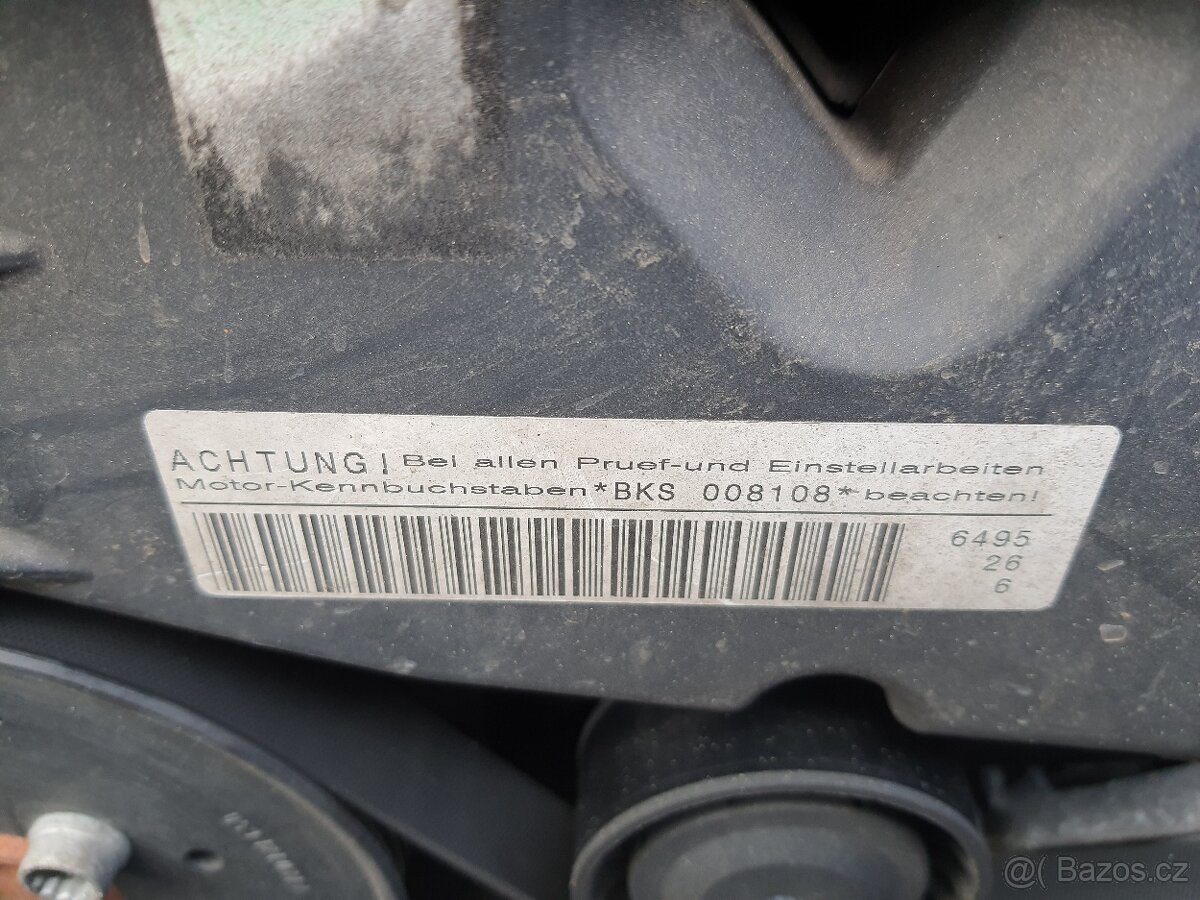 ACHTUNG! Bei allen Pruef-und Einstellarbeiten
Motor-Kennbuchstaben *BKS 008108* beachten!
6495
26
6
@( Bazos.cz